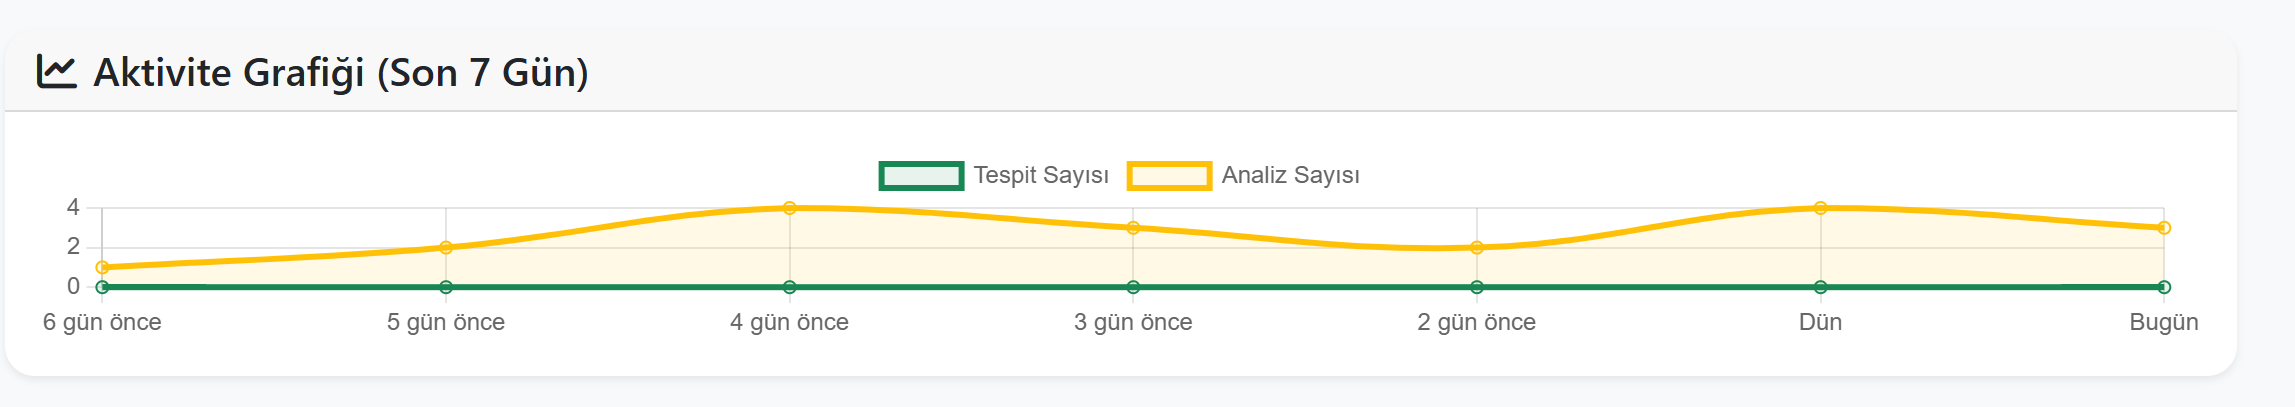 Aktivite Grafiği (Son 7 Gün)
Tespit Sayısı Analiz Sayısı
4
2
0
6 gün önce 5 gün önce 4 gün önce 3 gün önce 2 gün önce Dün Bugün